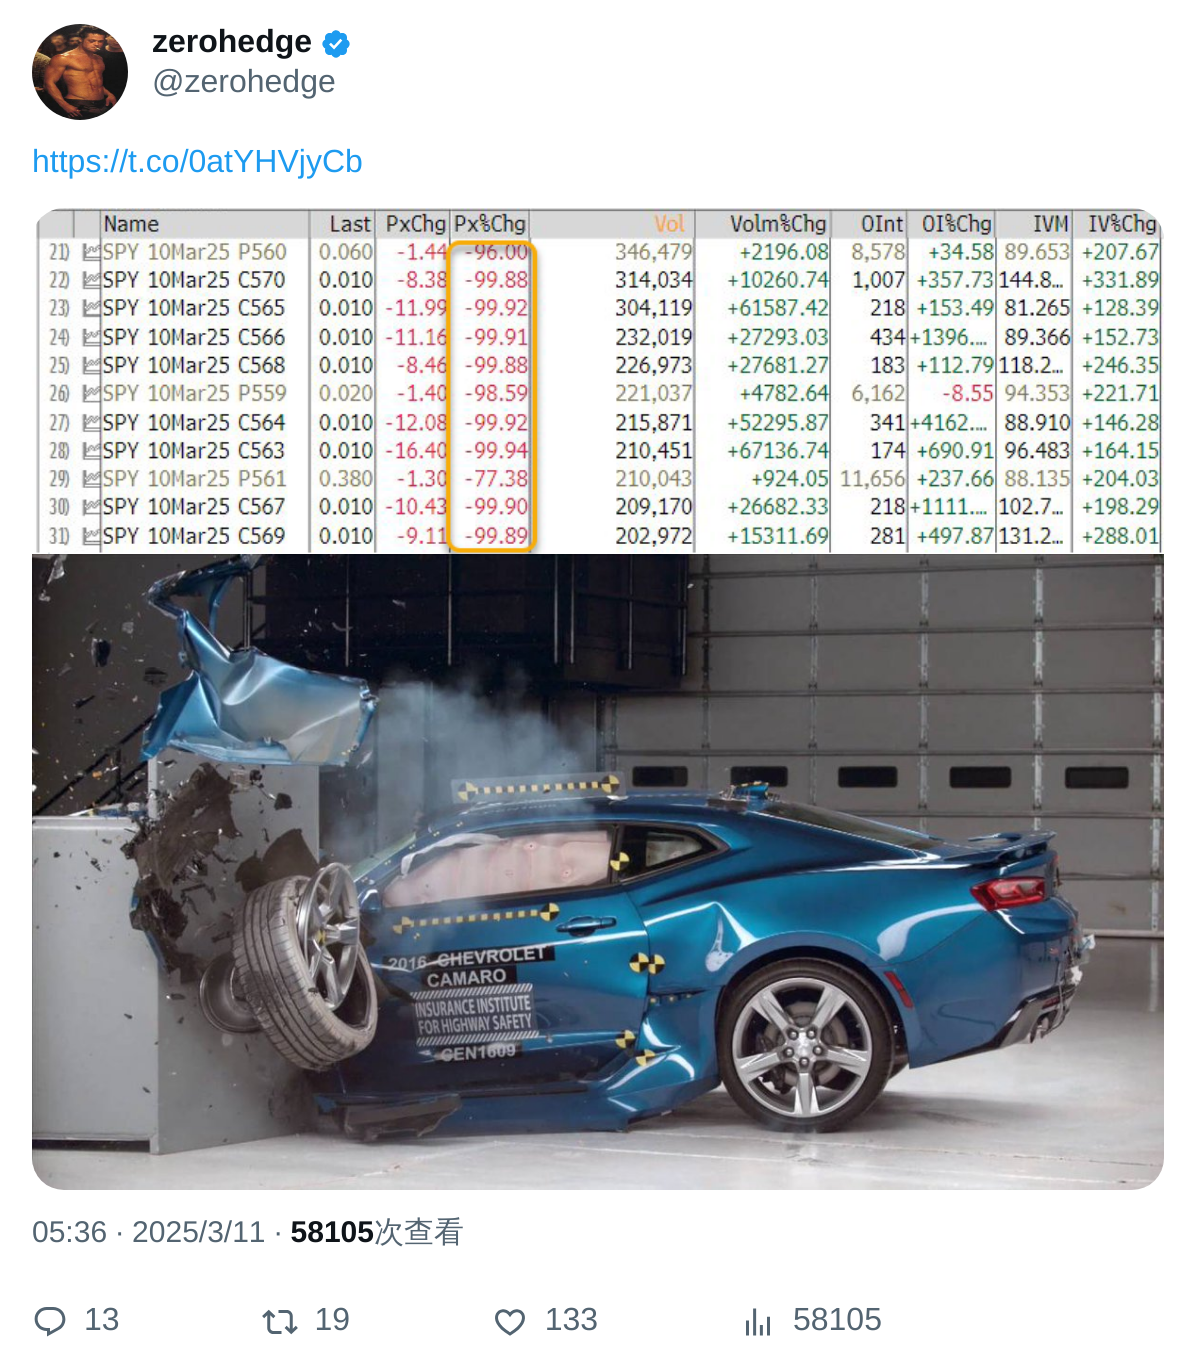 zerohedge
@zerohedge
https://t.co/0atYHVjyCb
Name Last PxChg Px%Chg Vol Volm%Chg OInt OI%Chg IVM IV%Chg
21) SPY 10Mar25 P560 0.060 -1.44 -96.00 346,479 +2196.08 8,578 +34.58 89.653 +207.67
22) SPY 10Mar25 C570 0.010 -8.38 -99.88 314,034 +10260.74 1,007 +357.73 144.8... +331.89
23) SPY 10Mar25 C565 0.010 -11.99 -99.92 304,119 +61587.42 218 +153.49 81.265 +128.39
24) SPY 10Mar25 C566 0.010 -11.16 -99.91 232,019 +27293.03 434 +1396.... 89.366 +152.73
25) SPY 10Mar25 C568 0.010 -8.46 -99.88 226,973 +27681.27 183 +112.79 118.2... +246.35
26) SPY 10Mar25 P559 0.020 -1.40 -98.59 221,037 +4782.64 6,162 -8.55 94.353 +221.71
27) SPY 10Mar25 C564 0.010 -12.08 -99.92 215,871 +52295.87 341 +4162.... 88.910 +146.28
28) SPY 10Mar25 C563 0.010 -16.40 -99.94 210,451 +67136.74 174 +690.91 96.483 +164.15
29) SPY 10Mar25 P561 0.380 -1.30 -77.38 210,043 +924.05 11,656 +237.66 88.135 +204.03
30) SPY 10Mar25 C567 0.010 -10.43 -99.90 209,170 +26682.33 218 +1111.... 102.7... +198.29
31) SPY 10Mar25 C569 0.010 -9.11 -99.89 202,972 +15311.69 281 +497.87 131.2... +288.01
2016 CHEVROLET
CAMARO
INSURANCE INSTITUTE
FOR HIGHWAY SAFETY
CEN1609
05:36 · 2025/3/11 · 58105次查看
13 19 133 58105